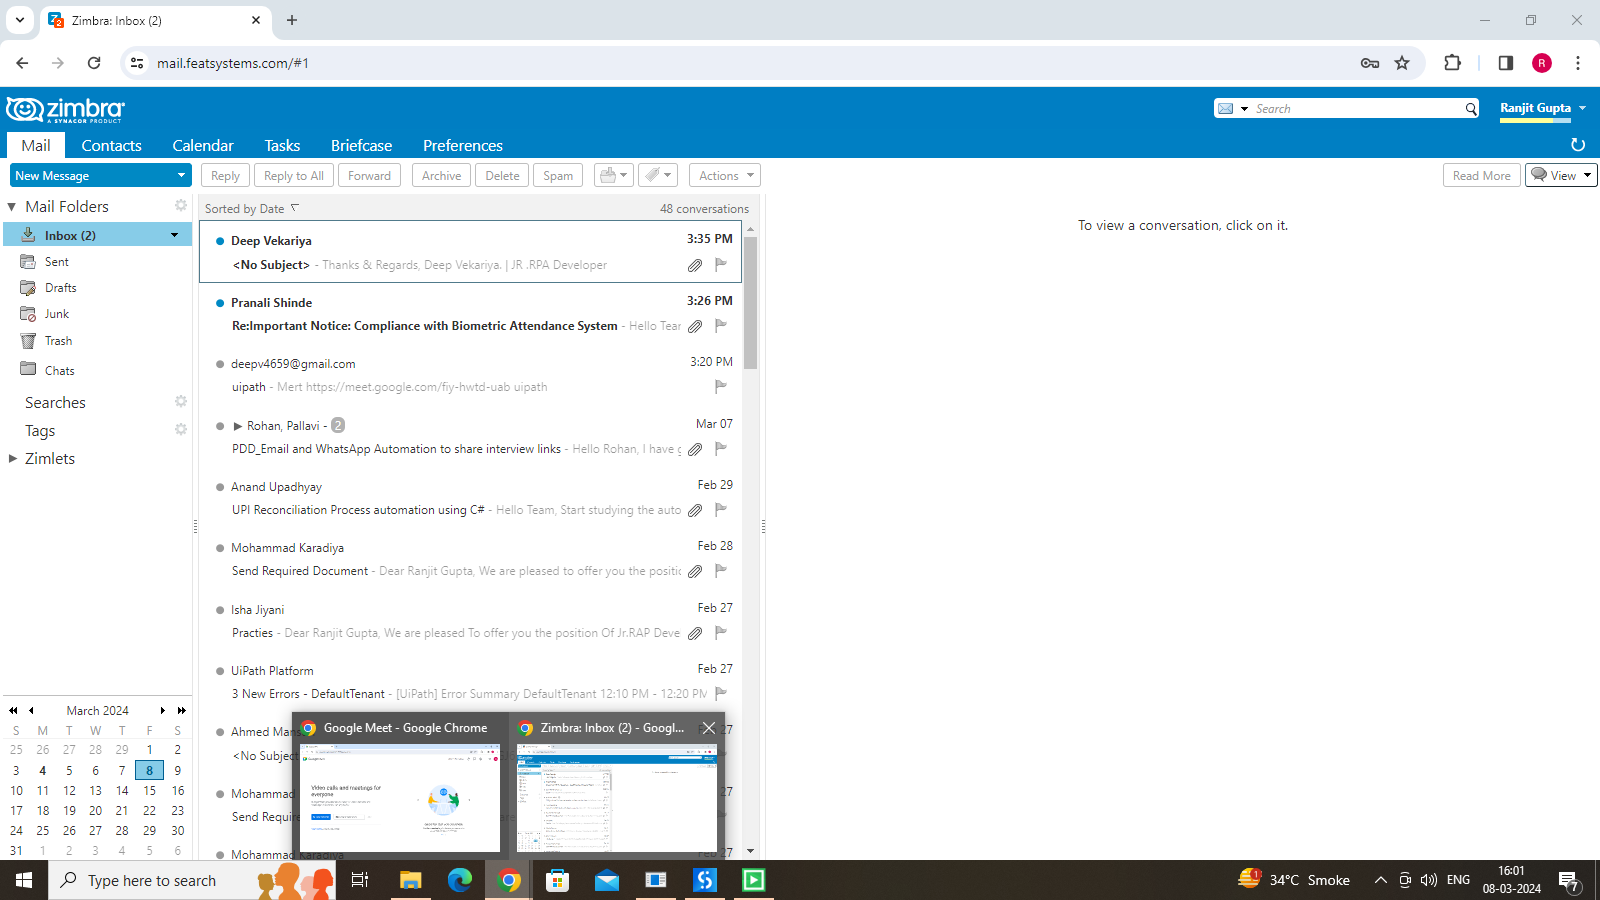 Zimbra: Inbox (2)
mail.featsystems.com/#1
R
zimbra
A SYNACOR PRODUCT
Search
Ranjit Gupta
Mail Contacts Calendar Tasks Briefcase Preferences
New Message Reply Reply to All Forward Archive Delete Spam Actions Read More View
Mail Folders
Inbox (2)
Sent
Drafts
Junk
Trash
Chats
Searches
Tags
Zimlets
Sorted by Date 48 conversations
Deep Vekariya 3:35 PM
<No Subject> - Thanks & Regards, Deep Vekariya. | JR .RPA Developer
Pranali Shinde 3:26 PM
Re:Important Notice: Compliance with Biometric Attendance System - Hello Tear
deepv4659@gmail.com 3:20 PM
uipath - Mert https://meet.google.com/fiy-hwtd-uab uipath
Rohan, Pallavi - 2 Mar 07
PDD_Email and WhatsApp Automation to share interview links - Hello Rohan, I have g
Anand Upadhyay Feb 29
UPI Reconciliation Process automation using C# - Hello Team, Start studying the auto
Mohammad Karadiya Feb 28
Send Required Document - Dear Ranjit Gupta, We are pleased to offer you the positic
Isha Jiyani Feb 27
Practies - Dear Ranjit Gupta, We are pleased To offer you the position Of Jr.RAP Deve
UiPath Platform Feb 27
3 New Errors - DefaultTenant - [UiPath] Error Summary DefaultTenant 12:10 PM - 12:20 PM
Ahmed Mans 27
<No Subject
Mohammad 27
Send Require
Mohammad Karadiya Feb 27
To view a conversation, click on it.
March 2024
S M T W T F S
25 26 27 28 29 1 2
3 4 5 6 7 8 9
10 11 12 13 14 15 16
17 18 19 20 21 22 23
24 25 26 27 28 29 30
31 1 2 3 4 5 6
Google Meet - Google Chrome
Zimbra: Inbox (2) - Googl...
Video calls and meetings for
everyone
Type here to search
1
34°C Smoke
ENG
16:01
08-03-2024
7